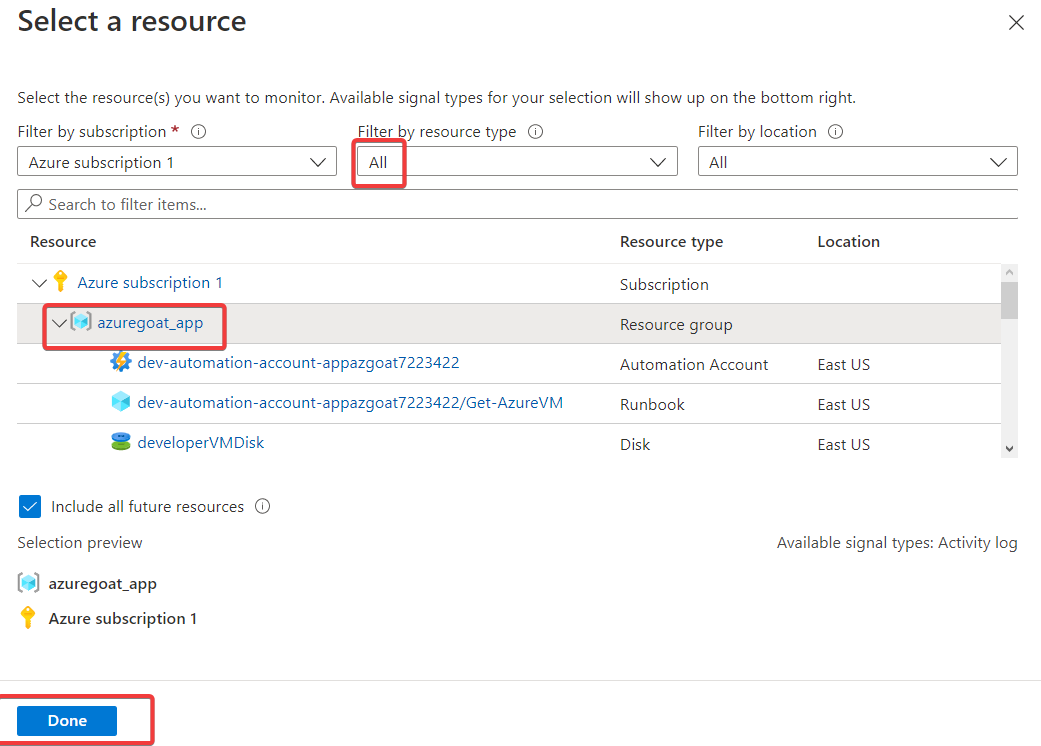 Select a resource
Select the resource(s) you want to monitor. Available signal types for your selection will show up on the bottom right.
Filter by subscription * Filter by resource type Filter by location
Azure subscription 1 All All
Search to filter items...
Resource Resource type Location
Azure subscription 1 Subscription
azuregoat_app Resource group
dev-automation-account-appazgoat7223422 Automation Account East US
dev-automation-account-appazgoat7223422/Get-AzureVM Runbook East US
developerVMDisk Disk East US
Include all future resources
Selection preview Available signal types: Activity log
azuregoat_app
Azure subscription 1
Done